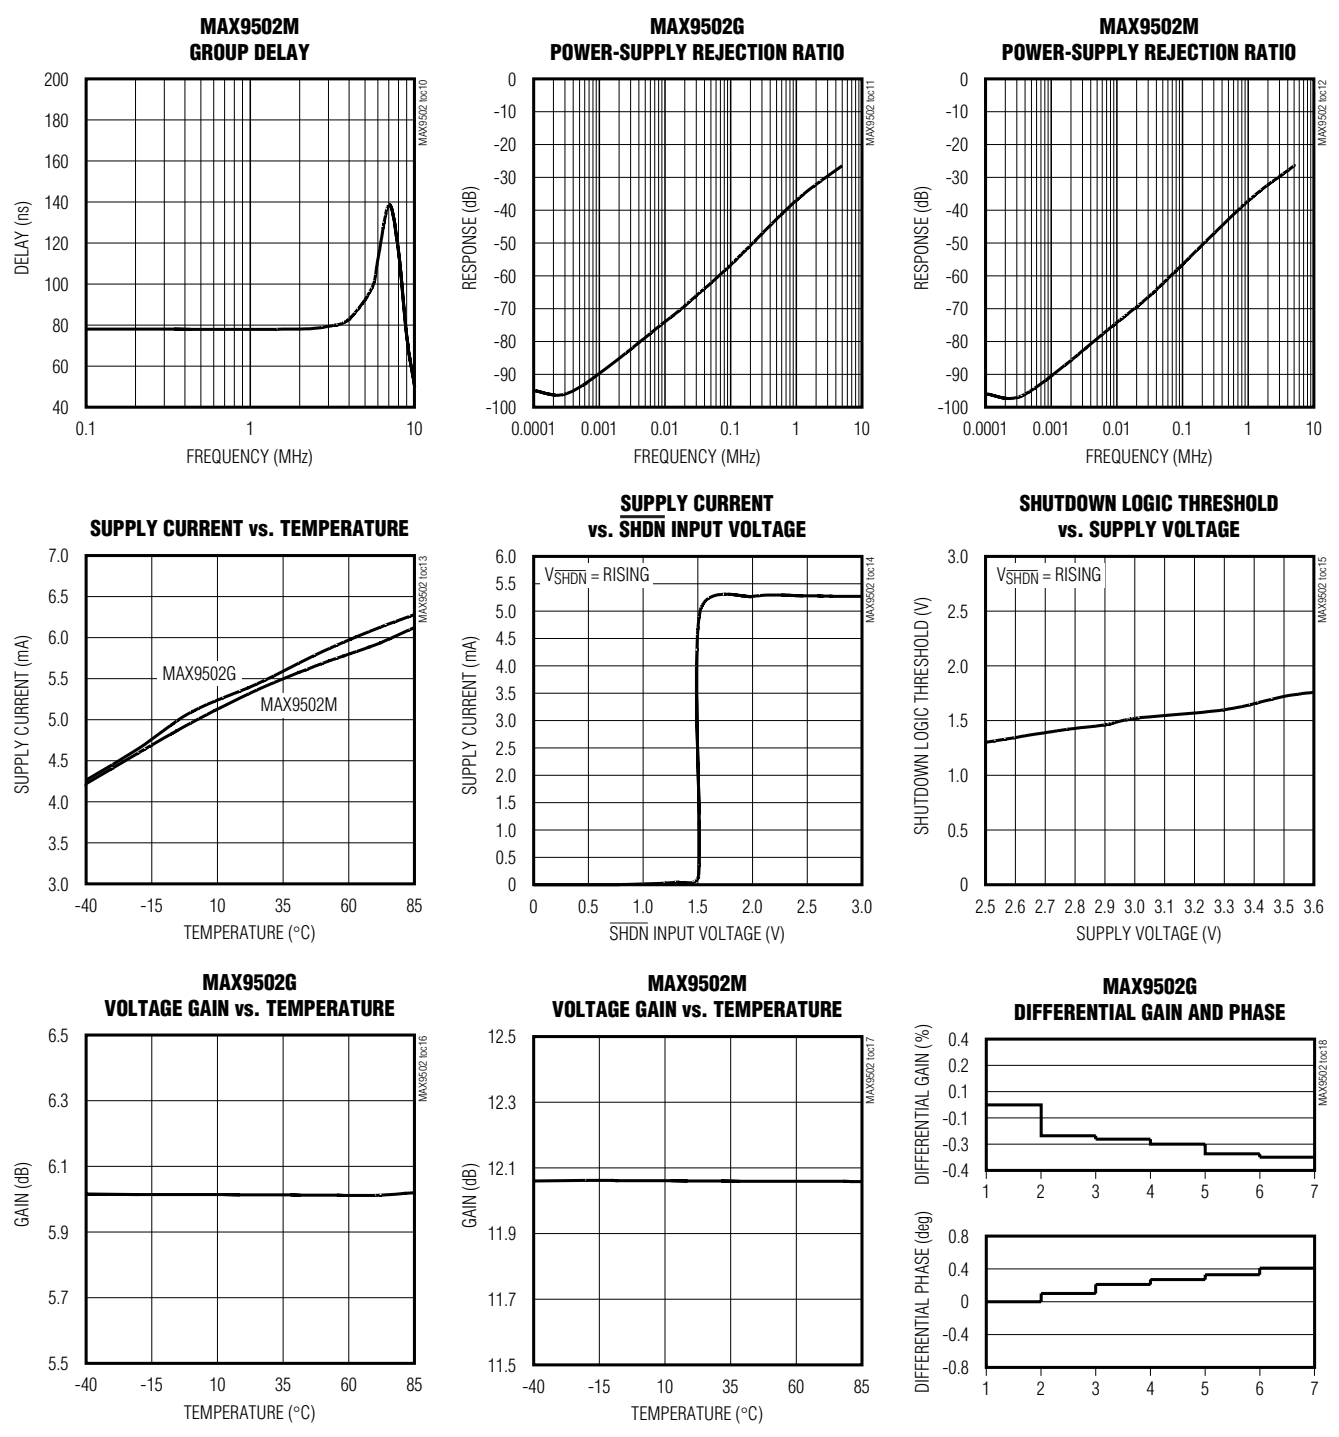 MAX9502M
GROUP DELAY
200
180
160
140
120
100
80
60
40
DELAY (ns)
0.1 1 10
FREQUENCY (MHz)
MAX9502 toc10
MAX9502G
POWER-SUPPLY REJECTION RATIO
0
-10
-20
-30
-40
-50
-60
-70
-80
-90
-100
RESPONSE (dB)
0.0001 0.001 0.01 0.1 1 10
FREQUENCY (MHz)
MAX9502 toc11
MAX9502M
POWER-SUPPLY REJECTION RATIO
0
-10
-20
-30
-40
-50
-60
-70
-80
-90
-100
RESPONSE (dB)
0.0001 0.001 0.01 0.1 1 10
FREQUENCY (MHz)
MAX9502 toc12
SUPPLY CURRENT vs. TEMPERATURE
7.0
6.5
6.0
5.5
5.0
4.5
4.0
3.5
3.0
SUPPLY CURRENT (mA)
MAX9502G
MAX9502M
-40 -15 10 35 60 85
TEMPERATURE (°C)
MAX9502 toc13
SUPPLY CURRENT
vs. SHDN INPUT VOLTAGE
VSHDN = RISING
6.0
5.5
5.0
4.5
4.0
3.5
3.0
2.5
2.0
1.5
1.0
0.5
0
SUPPLY CURRENT (mA)
0 0.5 1.0 1.5 2.0 2.5 3.0
SHDN INPUT VOLTAGE (V)
MAX9502 toc14
SHUTDOWN LOGIC THRESHOLD
vs. SUPPLY VOLTAGE
VSHDN = RISING
3.0
2.5
2.0
1.5
1.0
0.5
0
SHUTDOWN LOGIC THRESHOLD (V)
2.5 2.6 2.7 2.8 2.9 3.0 3.1 3.2 3.3 3.4 3.5 3.6
SUPPLY VOLTAGE (V)
MAX9502 toc15
MAX9502G
VOLTAGE GAIN vs. TEMPERATURE
6.5
6.3
6.1
5.9
5.7
5.5
GAIN (dB)
-40 -15 10 35 60 85
TEMPERATURE (°C)
MAX9502 toc16
MAX9502M
VOLTAGE GAIN vs. TEMPERATURE
12.5
12.3
12.1
11.9
11.7
11.5
GAIN (dB)
-40 -15 10 35 60 85
TEMPERATURE (°C)
MAX9502 toc17
MAX9502G
DIFFERENTIAL GAIN AND PHASE
0.4
0.2
0.1
-0.1
-0.3
-0.4
DIFFERENTIAL GAIN (%)
1 2 3 4 5 6 7
MAX9502 toc18
0.8
0.4
0
-0.4
-0.8
DIFFERENTIAL PHASE (deg)
1 2 3 4 5 6 7